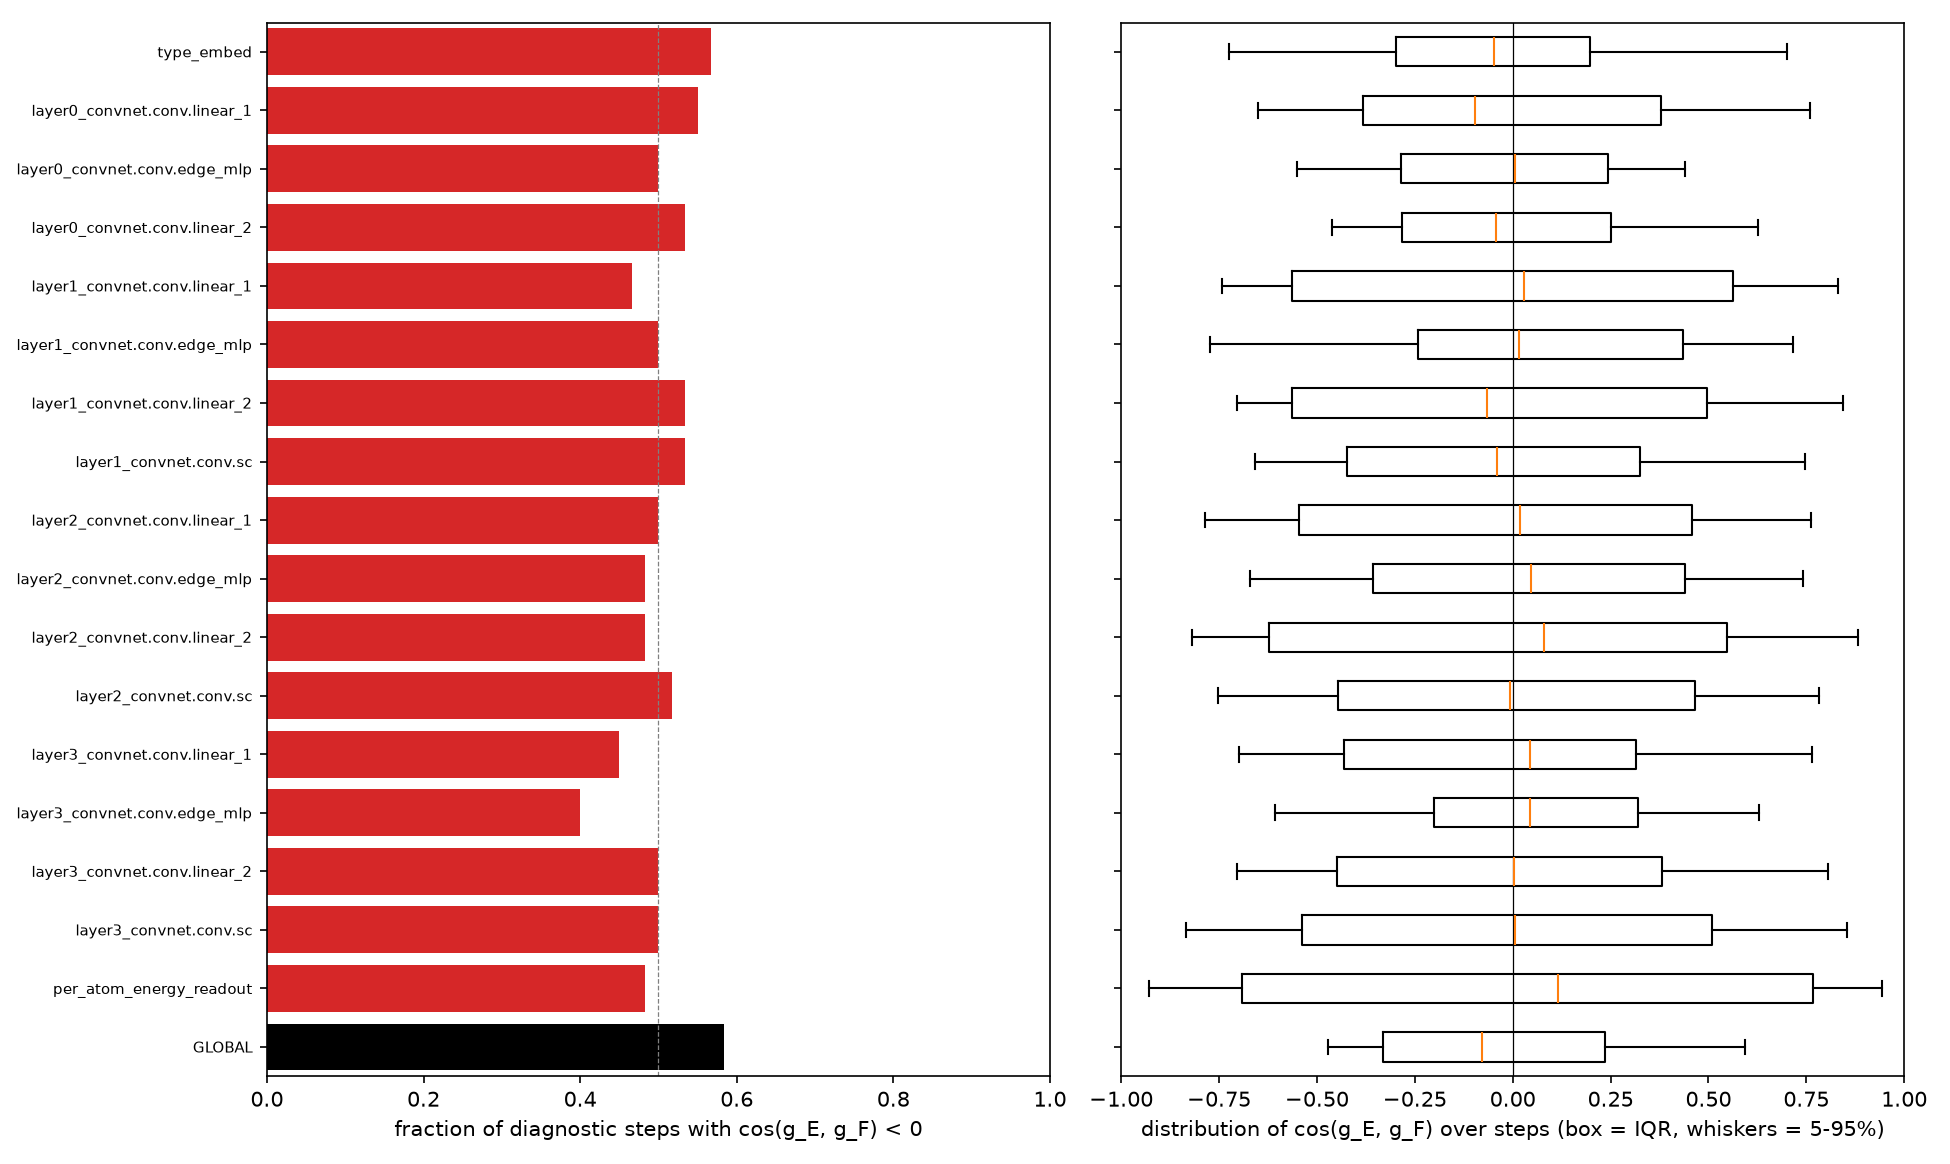 type_embed
layer0_convnet.conv.linear_1
layer0_convnet.conv.edge_mlp
layer0_convnet.conv.linear_2
layer1_convnet.conv.linear_1
layer1_convnet.conv.edge_mlp
layer1_convnet.conv.linear_2
layer1_convnet.conv.sc
layer2_convnet.conv.linear_1
layer2_convnet.conv.edge_mlp
layer2_convnet.conv.linear_2
layer2_convnet.conv.sc
layer3_convnet.conv.linear_1
layer3_convnet.conv.edge_mlp
layer3_convnet.conv.linear_2
layer3_convnet.conv.sc
per_atom_energy_readout
GLOBAL
0.0 0.2 0.4 0.6 0.8 1.0
fraction of diagnostic steps with cos(g_E, g_F) < 0
−1.00 −0.75 −0.50 −0.25 0.00 0.25 0.50 0.75 1.00
distribution of cos(g_E, g_F) over steps (box = IQR, whiskers = 5-95%)